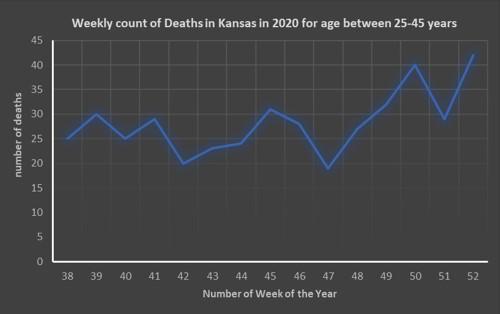 Weekly count of Deaths in Kansas in 2020 for age between 25-45 years
45
40
35
30
25
20
15
10
5
0
number of deaths
38 39 40 41 42 43 44 45 46 47 48 49 50 51 52
Number of Week of the Year